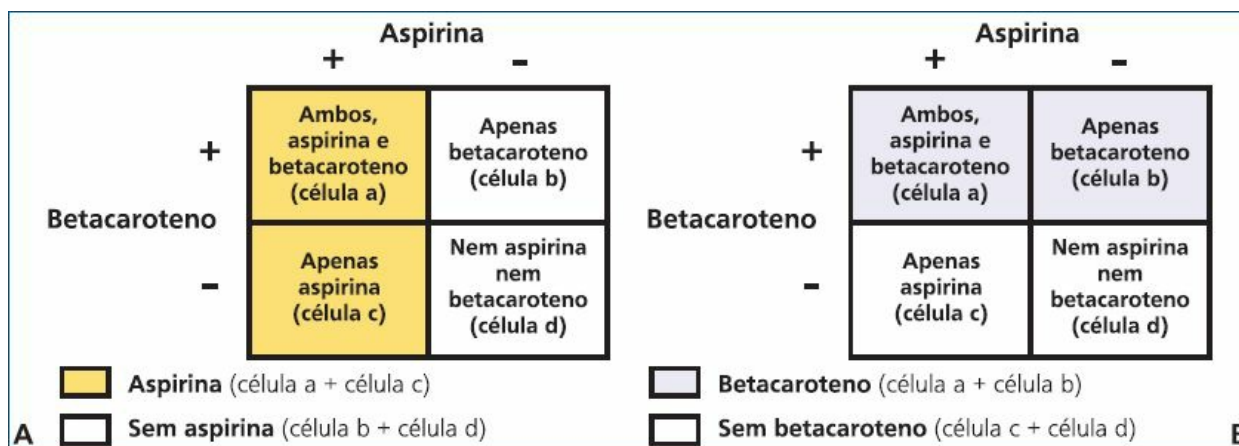 Aspirina
+ -
Betacaroteno
+
-
Ambos,
aspirina e
betacaroteno
(célula a)
Apenas
betacaroteno
(célula b)
Apenas
aspirina
(célula c)
Nem aspirina
nem
betacaroteno
(célula d)
Aspirina (célula a + célula c)
A Sem aspirina (célula b + célula d)
Aspirina
+ -
Betacaroteno
+
-
Ambos,
aspirina e
betacaroteno
(célula a)
Apenas
betacaroteno
(célula b)
Apenas
aspirina
(célula c)
Nem aspirina
nem
betacaroteno
(célula d)
Betacaroteno (célula a + célula b)
Sem betacaroteno (célula c + célula d)